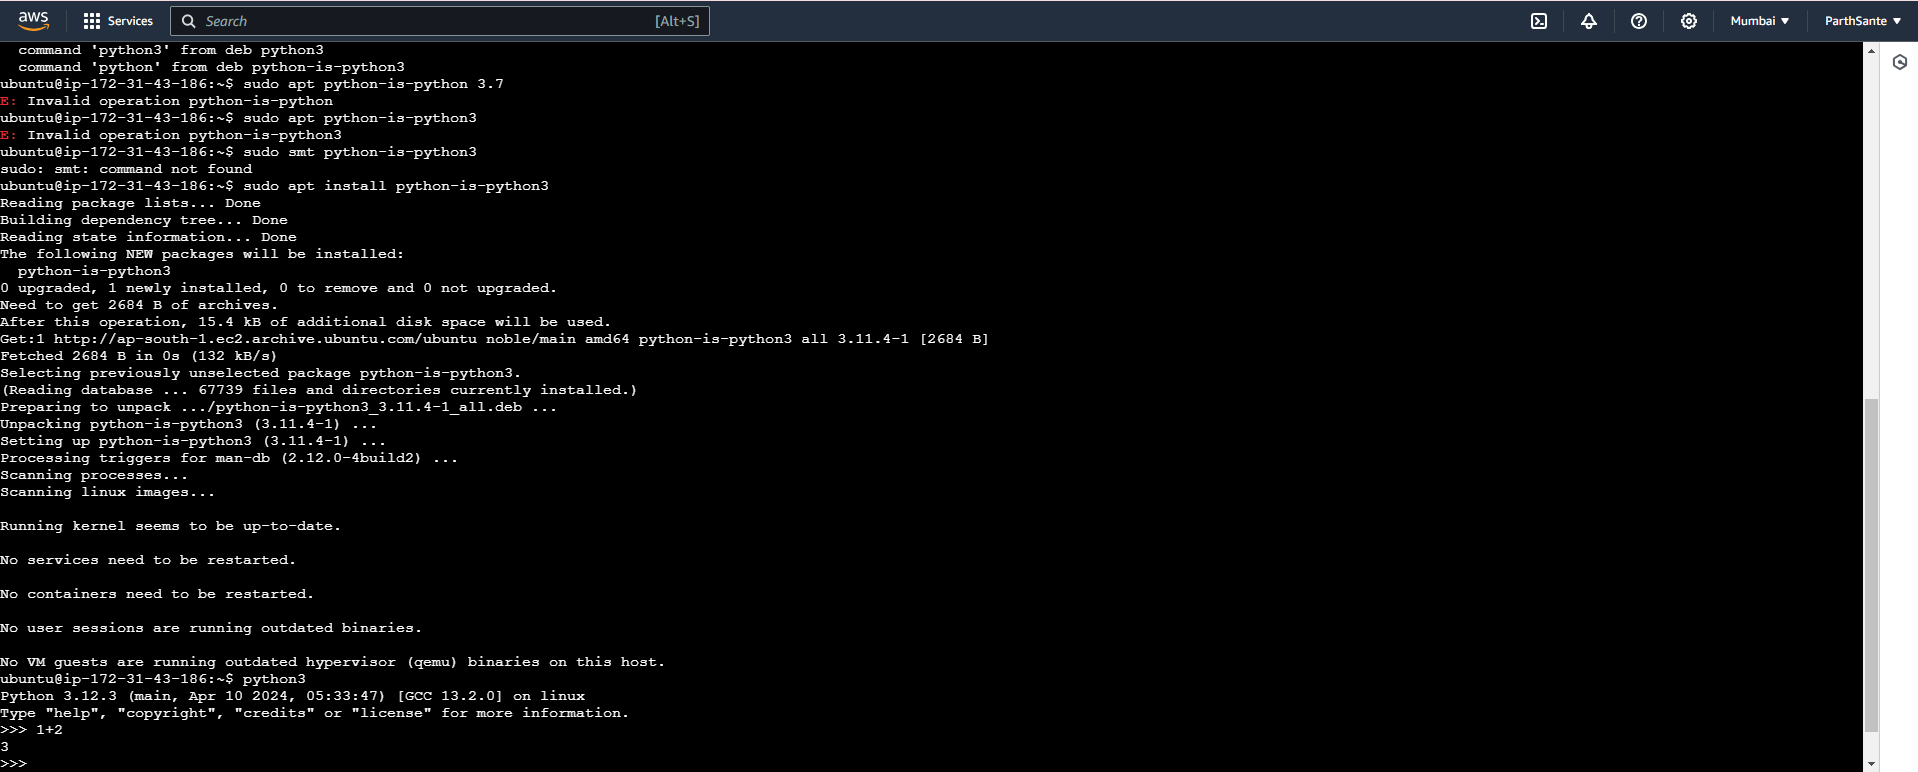 aws Services Search [Alt+S] Mumbai ▼ ParthSante ▼
command 'python3' from deb python3
command 'python' from deb python-is-python3
ubuntu@ip-172-31-43-186:~$ sudo apt python-is-python 3.7
E: Invalid operation python-is-python
ubuntu@ip-172-31-43-186:~$ sudo apt python-is-python3
E: Invalid operation python-is-python3
ubuntu@ip-172-31-43-186:~$ sudo smt python-is-python3
sudo: smt: command not found
ubuntu@ip-172-31-43-186:~$ sudo apt install python-is-python3
Reading package lists... Done
Building dependency tree... Done
Reading state information... Done
The following NEW packages will be installed:
python-is-python3
0 upgraded, 1 newly installed, 0 to remove and 0 not upgraded.
Need to get 2684 B of archives.
After this operation, 15.4 kB of additional disk space will be used.
Get:1 http://ap-south-1.ec2.archive.ubuntu.com/ubuntu noble/main amd64 python-is-python3 all 3.11.4-1 [2684 B]
Fetched 2684 B in 0s (132 kB/s)
Selecting previously unselected package python-is-python3.
(Reading database ... 67739 files and directories currently installed.)
Preparing to unpack .../python-is-python3_3.11.4-1_all.deb ...
Unpacking python-is-python3 (3.11.4-1) ...
Setting up python-is-python3 (3.11.4-1) ...
Processing triggers for man-db (2.12.0-4build2) ...
Scanning processes...
Scanning linux images...
Running kernel seems to be up-to-date.
No services need to be restarted.
No containers need to be restarted.
No user sessions are running outdated binaries.
No VM guests are running outdated hypervisor (qemu) binaries on this host.
ubuntu@ip-172-31-43-186:~$ python3
Python 3.12.3 (main, Apr 10 2024, 05:33:47) [GCC 13.2.0] on linux
Type "help", "copyright", "credits" or "license" for more information.
>>> 1+2
3
>>>